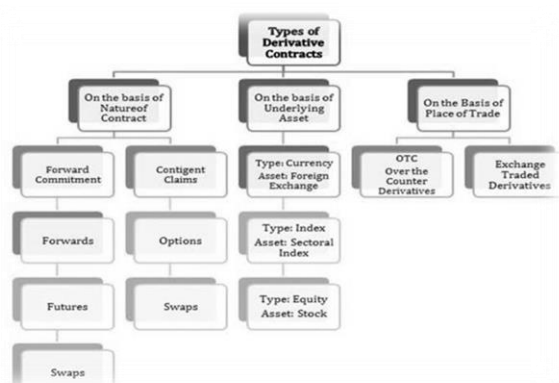 Types of
Derivative
Contracts
On the basis of
Natureof
Contract
On the basis of
Underlying
Asset
On the Basis of
Place of Trade
Forward
Commitment
Contigent
Claims
Type: Currency
Asset: Foreign
Exchange
OTC
Over the
Counter
Derivatives
Exchange
Traded
Derivatives
Forwards
Options
Type: Index
Asset: Sectoral
Index
Futures
Swaps
Type: Equity
Asset: Stock
Swaps